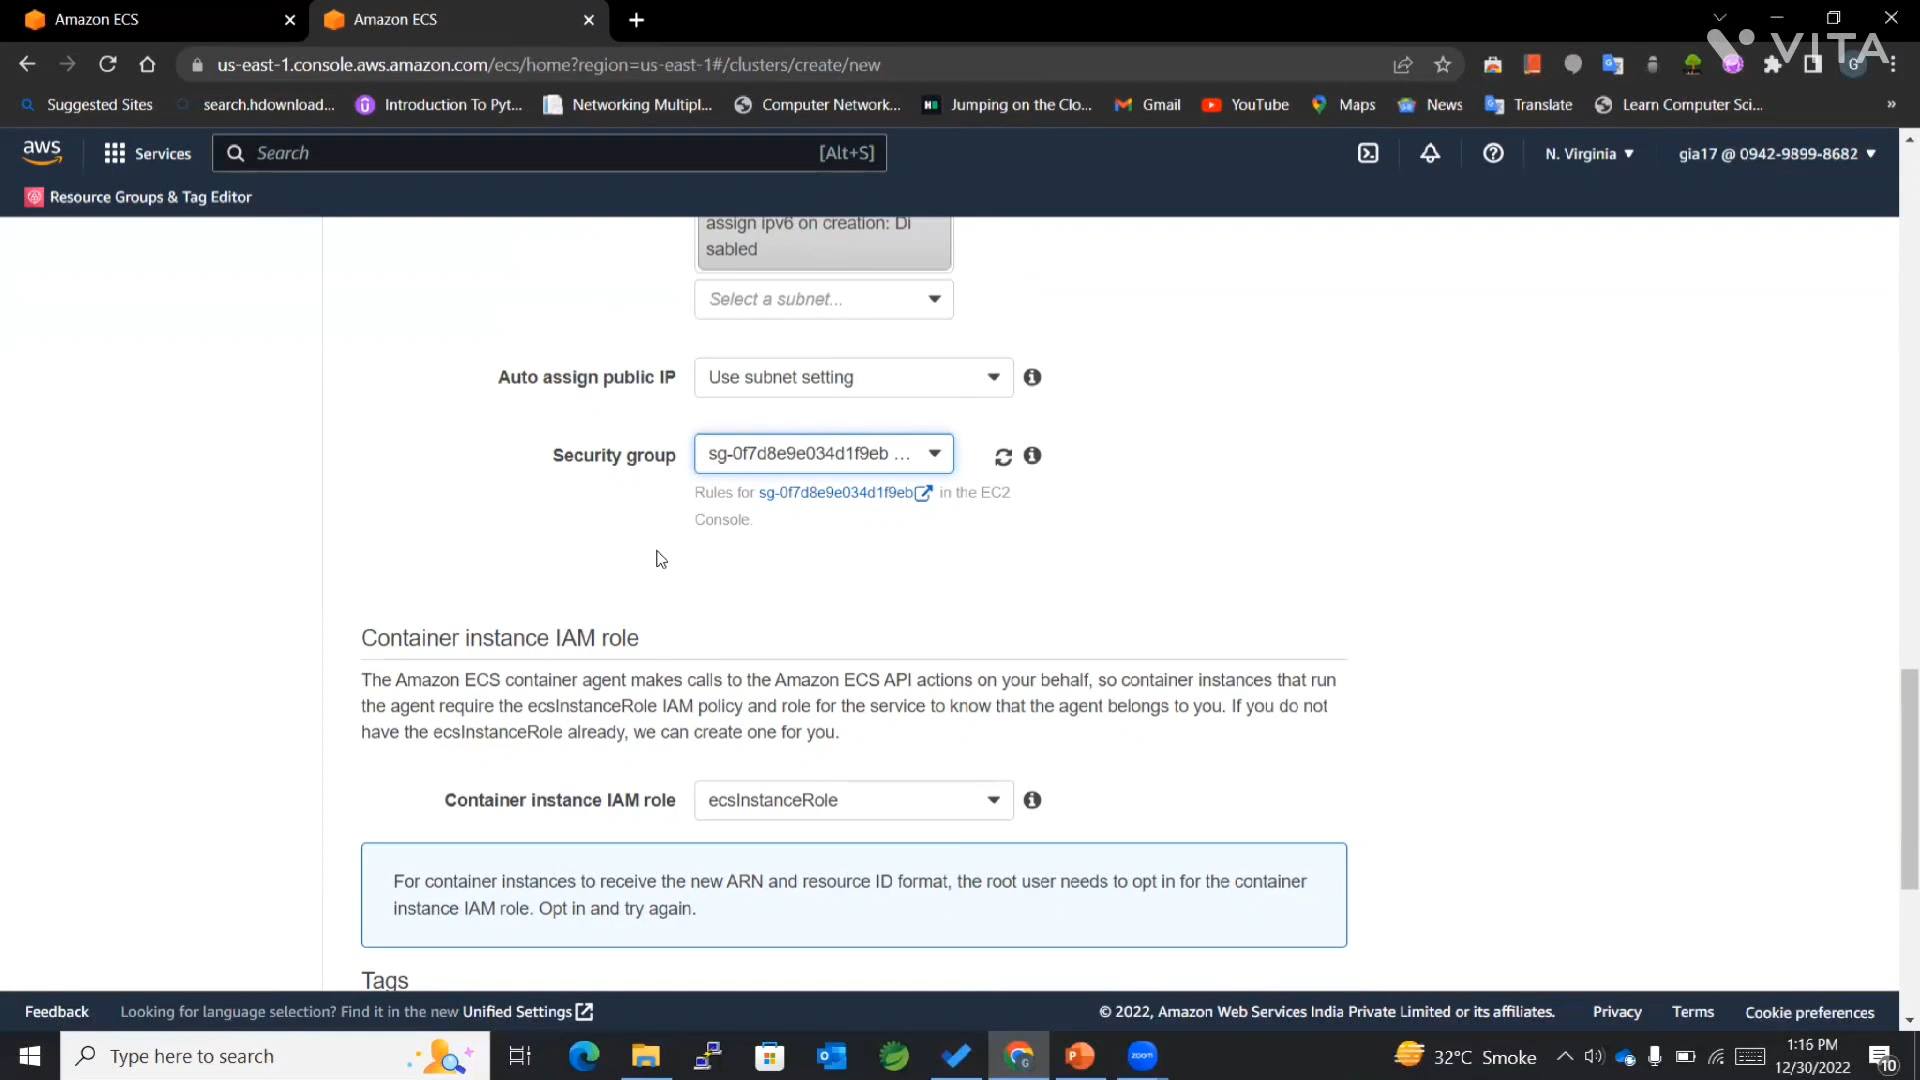 Amazon ECS
Amazon ECS
VITA
us-east-1.console.aws.amazon.com/ecs/home?region=us-east-1#/clusters/create/new
G
Suggested Sites
search.hdownload...
Introduction To Pyt...
Networking Multipl...
Computer Network...
Jumping on the Clo...
Gmail
YouTube
Maps
News
Translate
Learn Computer Sci...
»
aws
Services
Search
[Alt+S]
N. Virginia
gia17 @ 0942-9899-8682
Resource Groups & Tag Editor
assign ipv6 on creation: Di
sabled
Select a subnet...
Auto assign public IP
Use subnet setting
Security group
sg-0f7d8e9e034d1f9eb ...
Rules for sg-0f7d8e9e034d1f9eb in the EC2
Console.
Container instance IAM role
The Amazon ECS container agent makes calls to the Amazon ECS API actions on your behalf, so container instances that run
the agent require the ecsInstanceRole IAM policy and role for the service to know that the agent belongs to you. If you do not
have the ecsInstanceRole already, we can create one for you.
Container instance IAM role
ecsInstanceRole
For container instances to receive the new ARN and resource ID format, the root user needs to opt in for the container
instance IAM role. Opt in and try again.
Tags
Feedback
Looking for language selection? Find it in the new Unified Settings
© 2022, Amazon Web Services India Private Limited or its affiliates.
Privacy
Terms
Cookie preferences
Type here to search
zoom
32°C Smoke
1:16 PM
12/30/2022
10